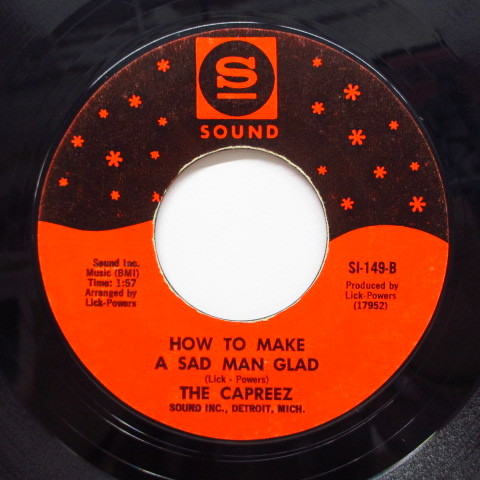 S
SOUND
Sound Inc.
Music (BMI)
Time: 1:57
Arranged by
Lick-Powers
SI-149-B
Produced by
Lick-Powers
(17952)
HOW TO MAKE
A SAD MAN GLAD
(Lick - Powers)
THE CAPREEZ
SOUND INC., DETROIT, MICH.